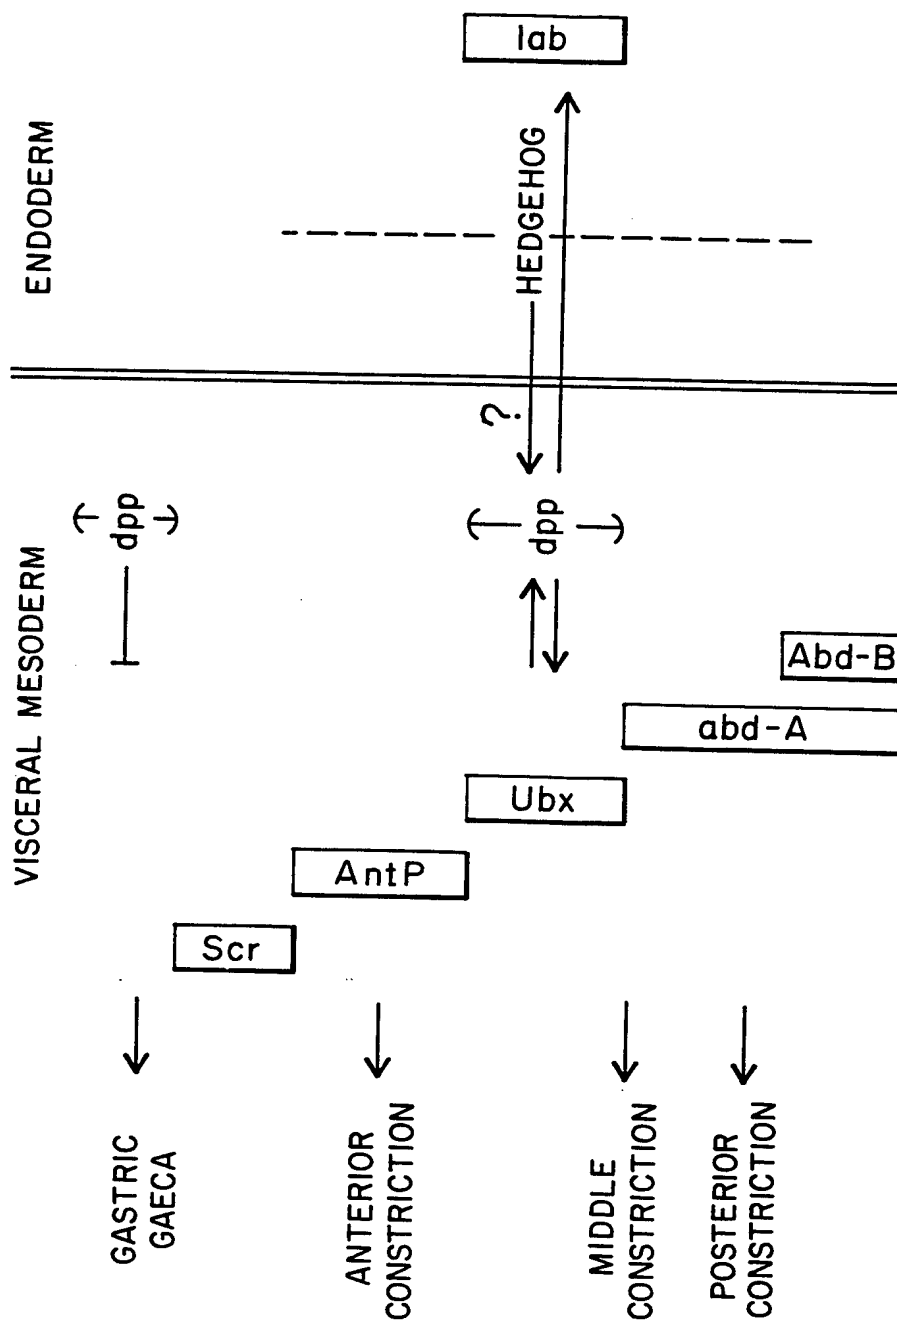 VISCERAL MESODERM
ENDODERM
GASTRIC
GAECA
dpp
Scr
ANTERIOR
CONSTRICTION
AntP
Ubx
dpp
?
HEDGEHOG
lab
MIDDLE
CONSTRICTION
abd-A
POSTERIOR
CONSTRICTION
Abd-B